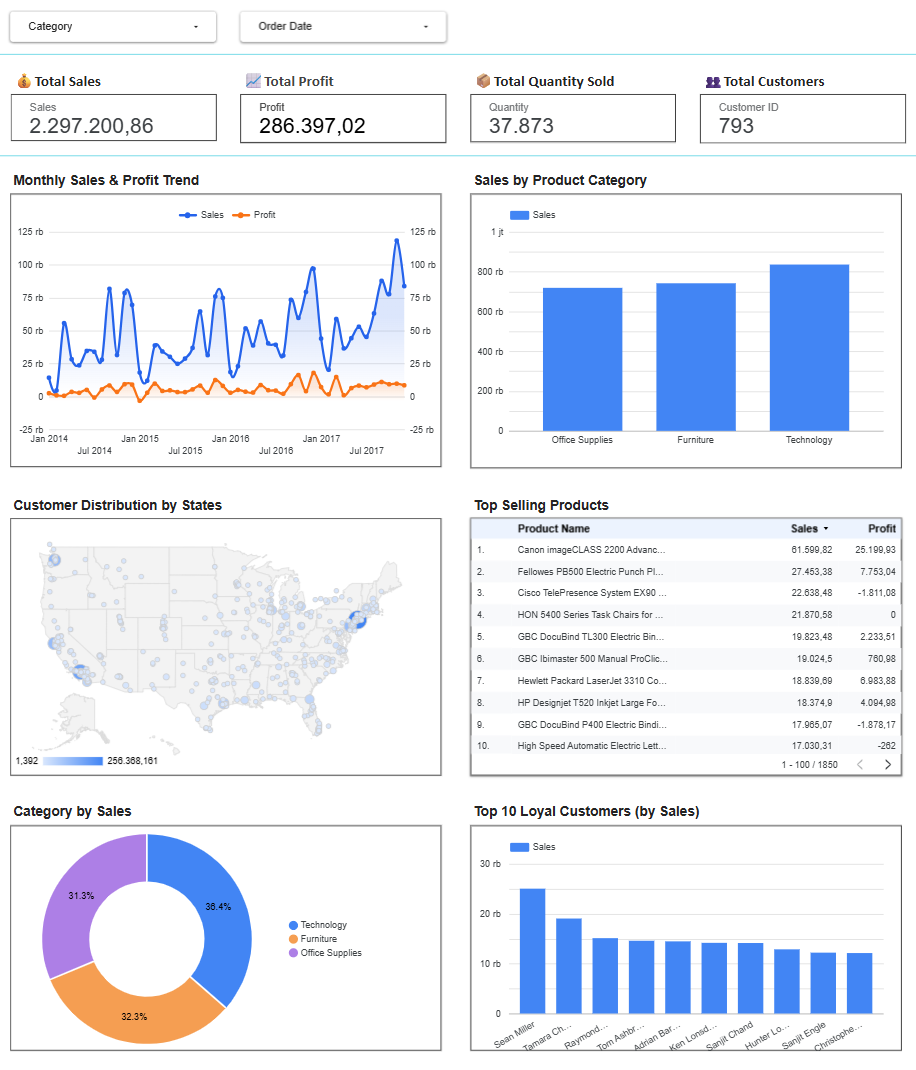 Category
Order Date
Total Sales
Total Profit
Total Quantity Sold
Total Customers
Sales
2.297.200,86
Profit
286.397,02
Quantity
37.873
Customer ID
793
Monthly Sales & Profit Trend
Sales Profit
125 rb 125 rb
100 rb 100 rb
75 rb 75 rb
50 rb 50 rb
25 rb 25 rb
0 0
-25 rb -25 rb
Jan 2014 Jan 2015 Jan 2016 Jan 2017
Jul 2014 Jul 2015 Jul 2016 Jul 2017
Sales by Product Category
Sales
1 jt
800 rb
600 rb
400 rb
200 rb
0
Office Supplies Furniture Technology
Customer Distribution by States
1,392 256.368,161
Top Selling Products
Product Name Sales Profit
1. Canon imageCLASS 2200 Advanc... 61.599,82 25.199,93
2. Fellowes PB500 Electric Punch Pl... 27.453,38 7.753,04
3. Cisco TelePresence System EX90 ... 22.638,48 -1.811,08
4. HON 5400 Series Task Chairs for ... 21.870,58 0
5. GBC DocuBind TL300 Electric Bin... 19.823,48 2.233,51
6. GBC Ibimaster 500 Manual ProClic... 19.024,5 760,98
7. Hewlett Packard LaserJet 3310 Co... 18.839,69 6.983,88
8. HP Designjet T520 Inkjet Large Fo... 18.374,9 4.094,98
9. GBC DocuBind P400 Electric Bindi... 17.965,07 -1.878,17
10. High Speed Automatic Electric Lett... 17.030,31 -262
1 - 100 / 1850
Category by Sales
31.3%
36.4%
32.3%
Technology
Furniture
Office Supplies
Top 10 Loyal Customers (by Sales)
Sales
30 rb
20 rb
10 rb
0
Sean Miller
Tamara Ch...
Raymond...
Tom Ashbr...
Adrian Bar...
Ken Lonsd...
Sanjit Chand
Hunter Lo...
Sanjit Engle
Christophe...